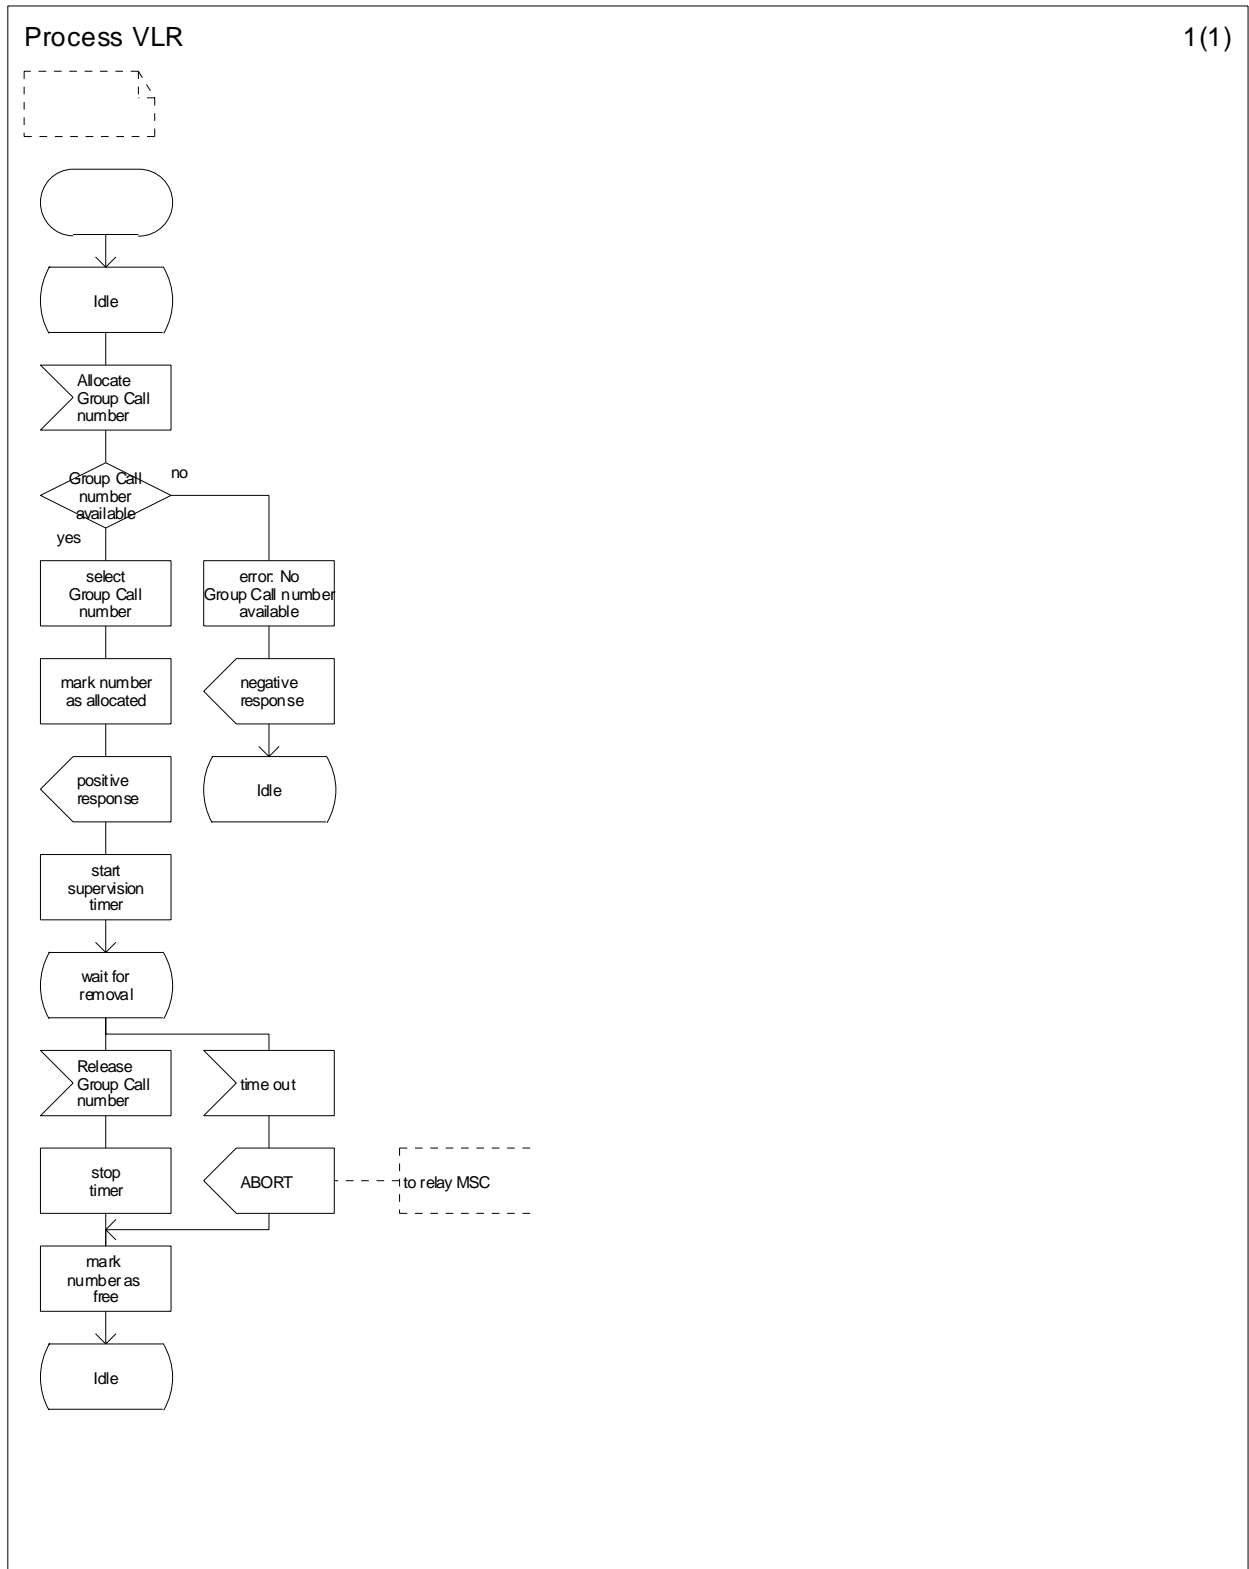 Process VLR
1(1)
Idle
Allocate
Group Call
number
Group Call
number
available
no
yes
select
Group Call
number
error: No
Group Call number
available
mark number
as allocated
negative
response
positive
response
Idle
start
supervision
timer
wait for
removal
Release
Group Call
number
time out
stop
timer
ABORT
to relay MSC
mark
number as
free
Idle